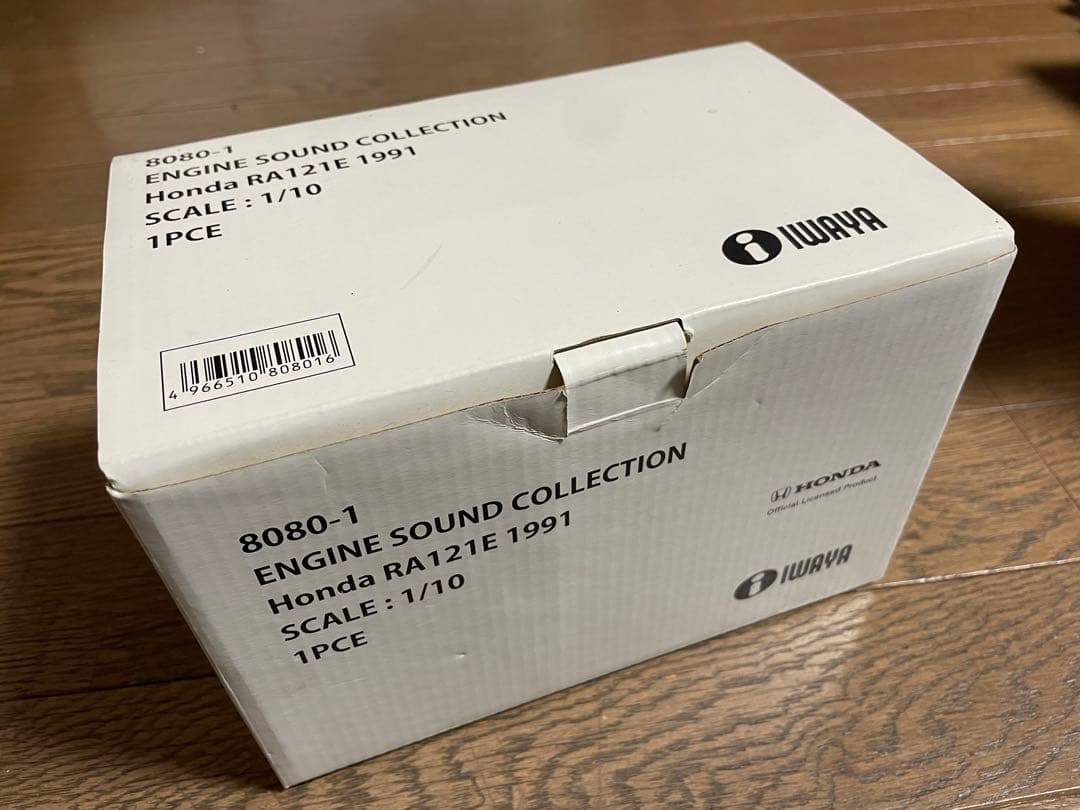 8080-1
ENGINE SOUND COLLECTION
Honda RA121E 1991
SCALE : 1/10
1PCE
i IWAYA
4 966510 808016
8080-1
ENGINE SOUND COLLECTION
Honda RA121E 1991
SCALE : 1/10
1PCE
H HONDA
Official Licensed Product
i IWAYA